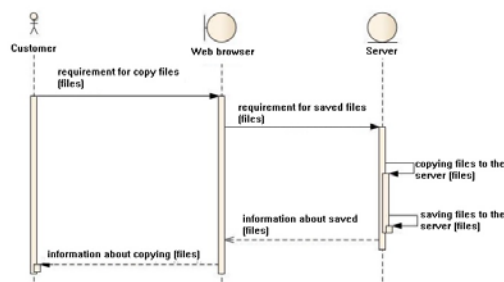 Customer
Web browser
Server
requirement for copy files
(files)
requirement for saved files
(files)
copying files to the
server (files)
saving files to the
server (files)
information about saved
(files)
information about copying (files)